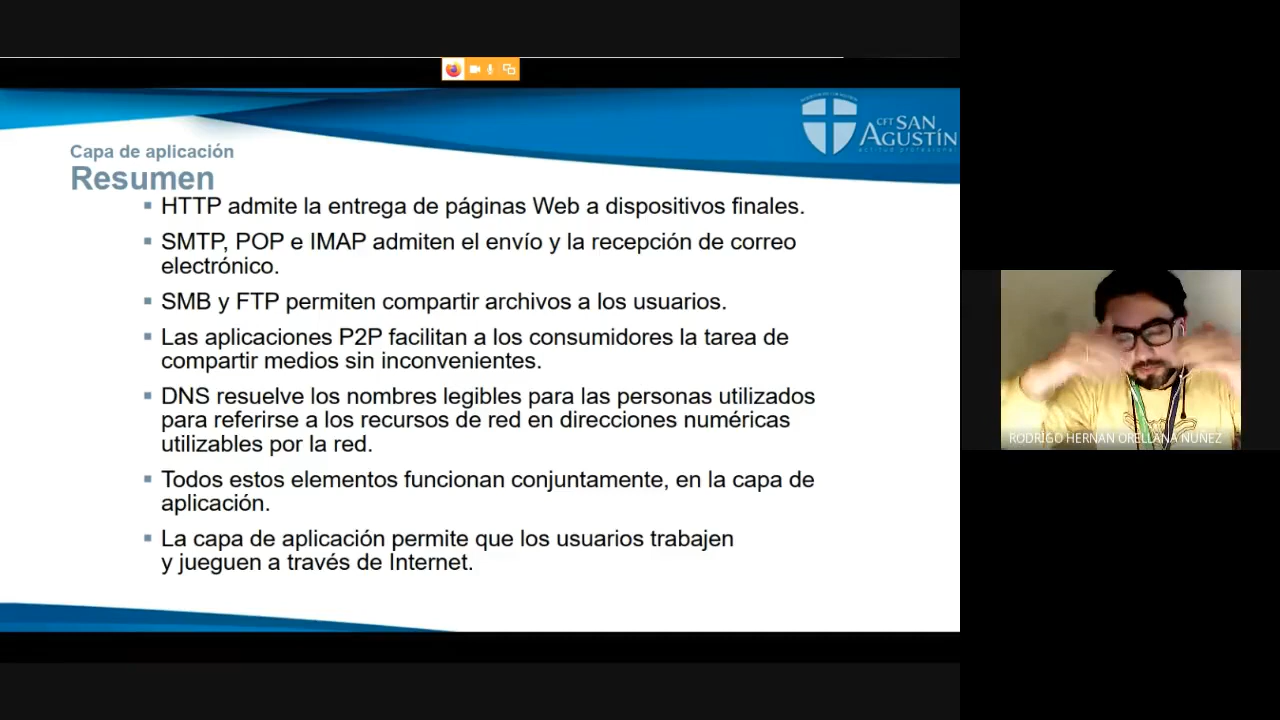 CFT SAN
AGUSTÍN
Capa de aplicación
Resumen
HTTP admite la entrega de páginas Web a dispositivos finales.
SMTP, POP e IMAP admiten el envío y la recepción de correo
electrónico.
SMB y FTP permiten compartir archivos a los usuarios.
Las aplicaciones P2P facilitan a los consumidores la tarea de
compartir medios sin inconvenientes.
DNS resuelve los nombres legibles para las personas utilizados
para referirse a los recursos de red en direcciones numéricas
utilizables por la red.
Todos estos elementos funcionan conjuntamente, en la capa de
aplicación.
La capa de aplicación permite que los usuarios trabajen
y jueguen a través de Internet.
RODRIGO HERNAN ORELLANA NUÑEZ